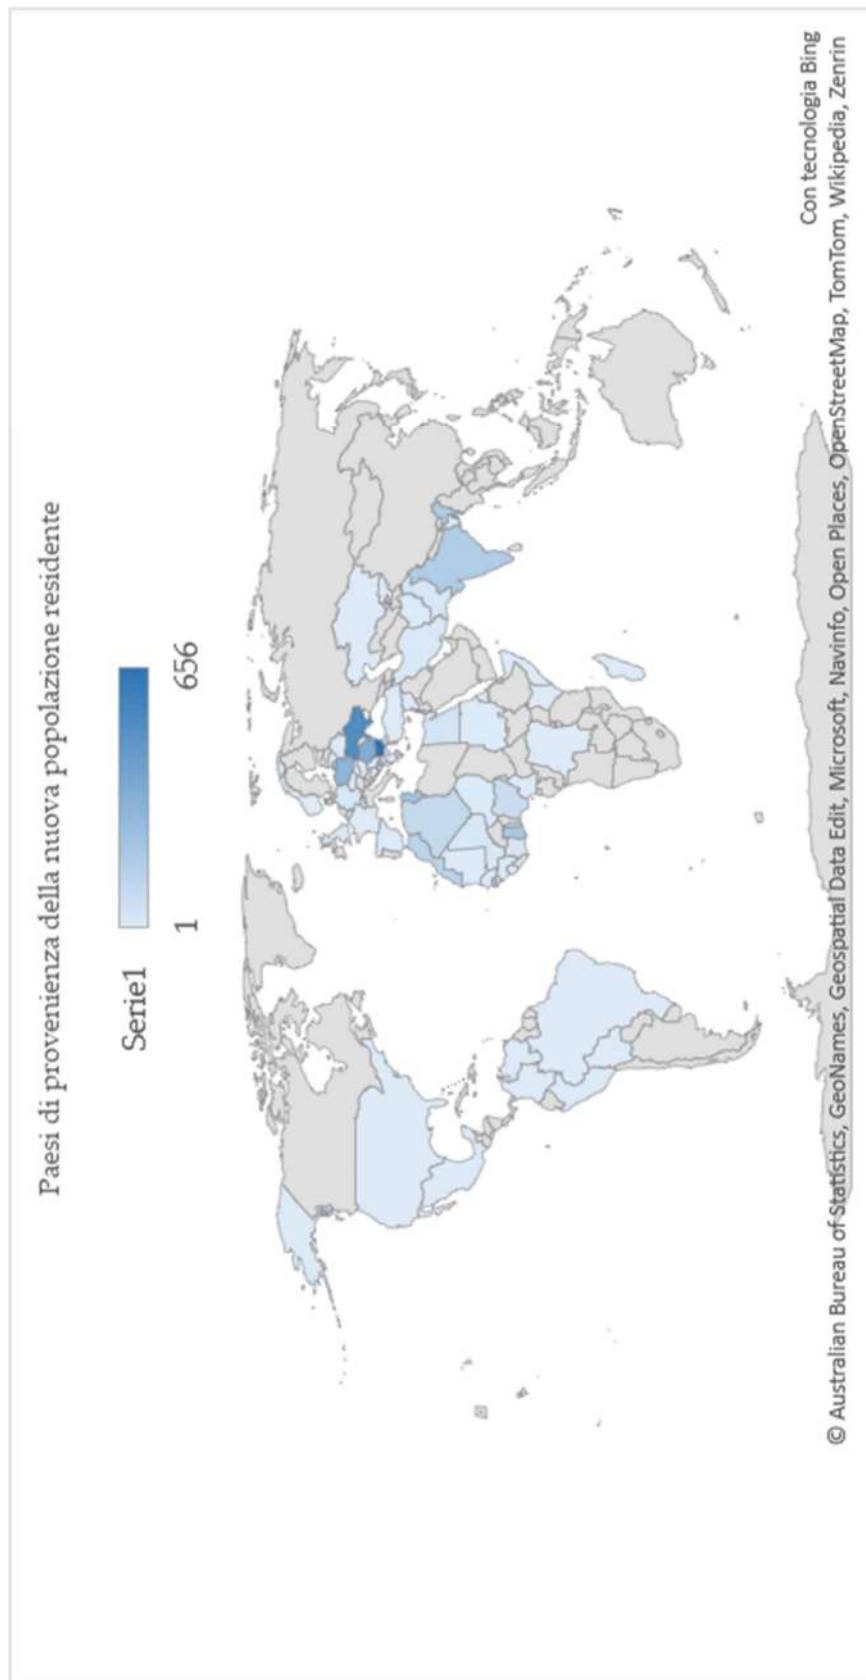 Paesi di provenienza della nuova popolazione residente
Serie1
1
656
Con tecnologia Bing
© Australian Bureau of Statistics, GeoNames, Geospatial Data Edit, Microsoft, Navinfo, Open Places, OpenStreetMap, TomTom, Wikipedia, Zenrin